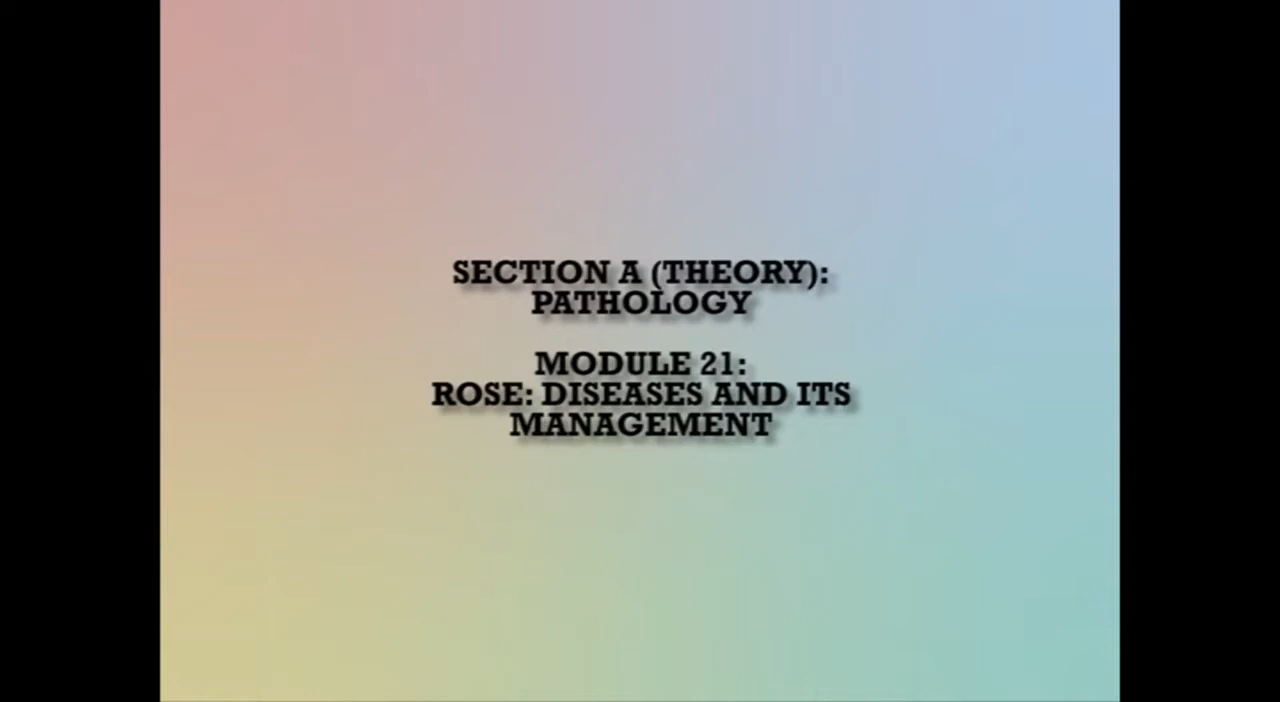 SECTION A (THEORY):
PATHOLOGY
MODULE 21:
ROSE: DISEASES AND ITS
MANAGEMENT